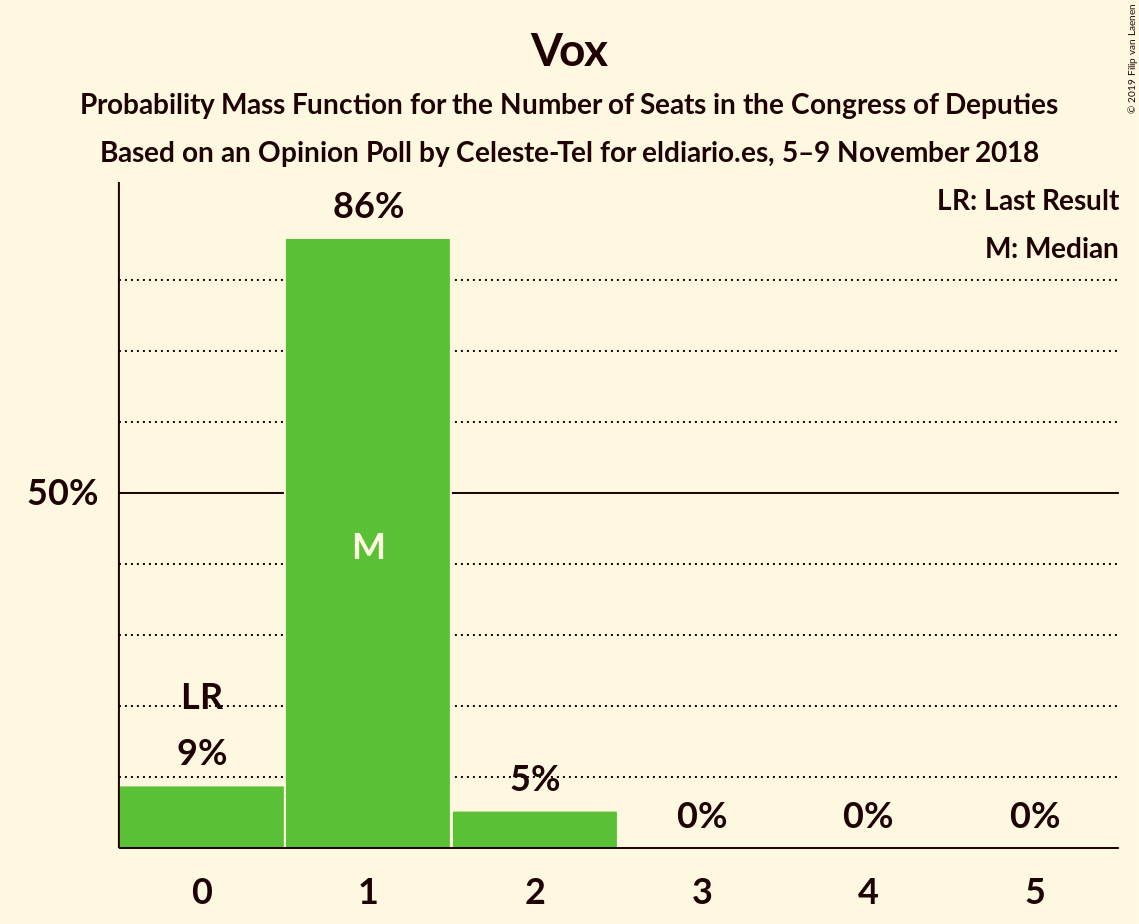 Vox
Probability Mass Function for the Number of Seats in the Congress of Deputies
Based on an Opinion Poll by Celeste-Tel for eldiario.es, 5–9 November 2018
© 2019 Filip van Laenen
LR: Last Result
M: Median
86%
50%
M
LR
9%
5%
0%
0%
0%
0
1
2
3
4
5